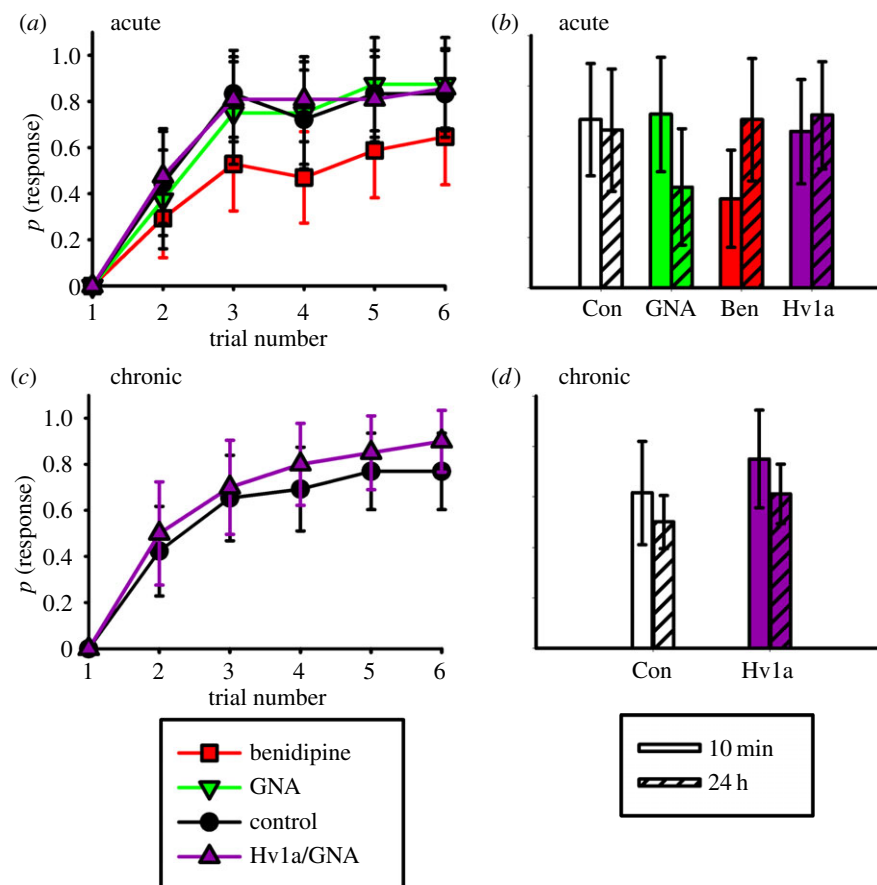 (a) acute
1.0
0.8
0.6
0.4
0.2
0
p (response)
1 2 3 4 5 6
trial number
(b) acute
Con GNA Ben Hv1a
(c) chronic
1.0
0.8
0.6
0.4
0.2
0
p (response)
1 2 3 4 5 6
trial number
(d) chronic
Con Hv1a
benidipine
GNA
control
Hv1a/GNA
10 min
24 h